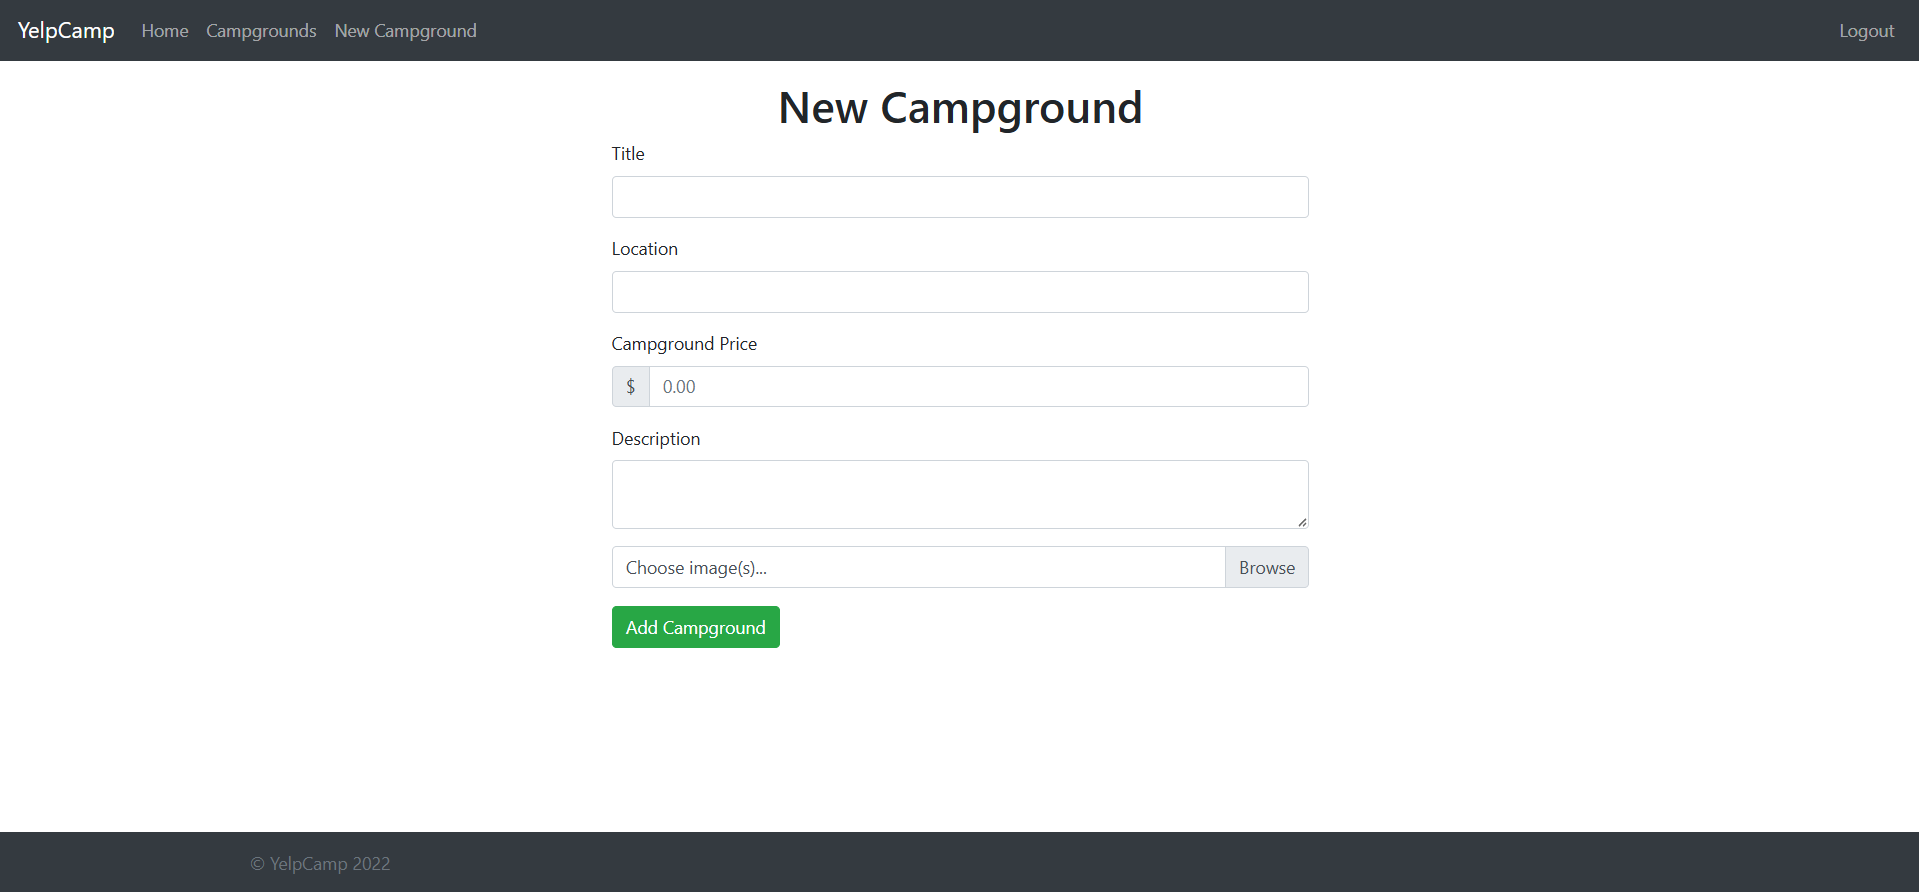 YelpCamp Home Campgrounds New Campground Logout
New Campground
Title
Location
Campground Price
$ 0.00
Description
Choose image(s)... Browse
Add Campground
© YelpCamp 2022